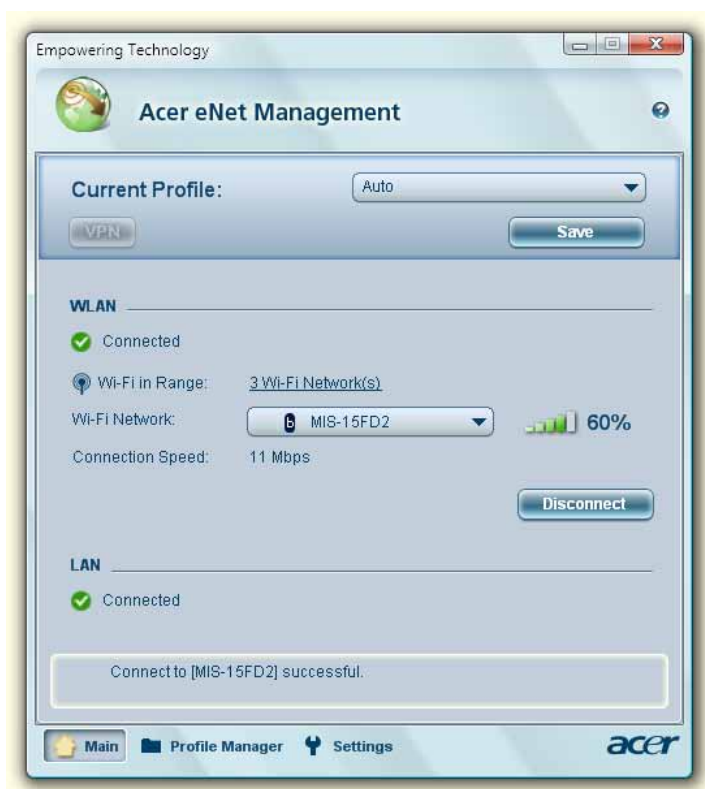 Empowering Technology
Acer eNet Management
Current Profile: Auto
VPN Save
WLAN
Connected
Wi-Fi in Range: 3 Wi-Fi Network(s)
Wi-Fi Network: b MIS-15FD2 60%
Connection Speed: 11 Mbps
Disconnect
LAN
Connected
Connect to [MIS-15FD2] successful.
Main Profile Manager Settings acer